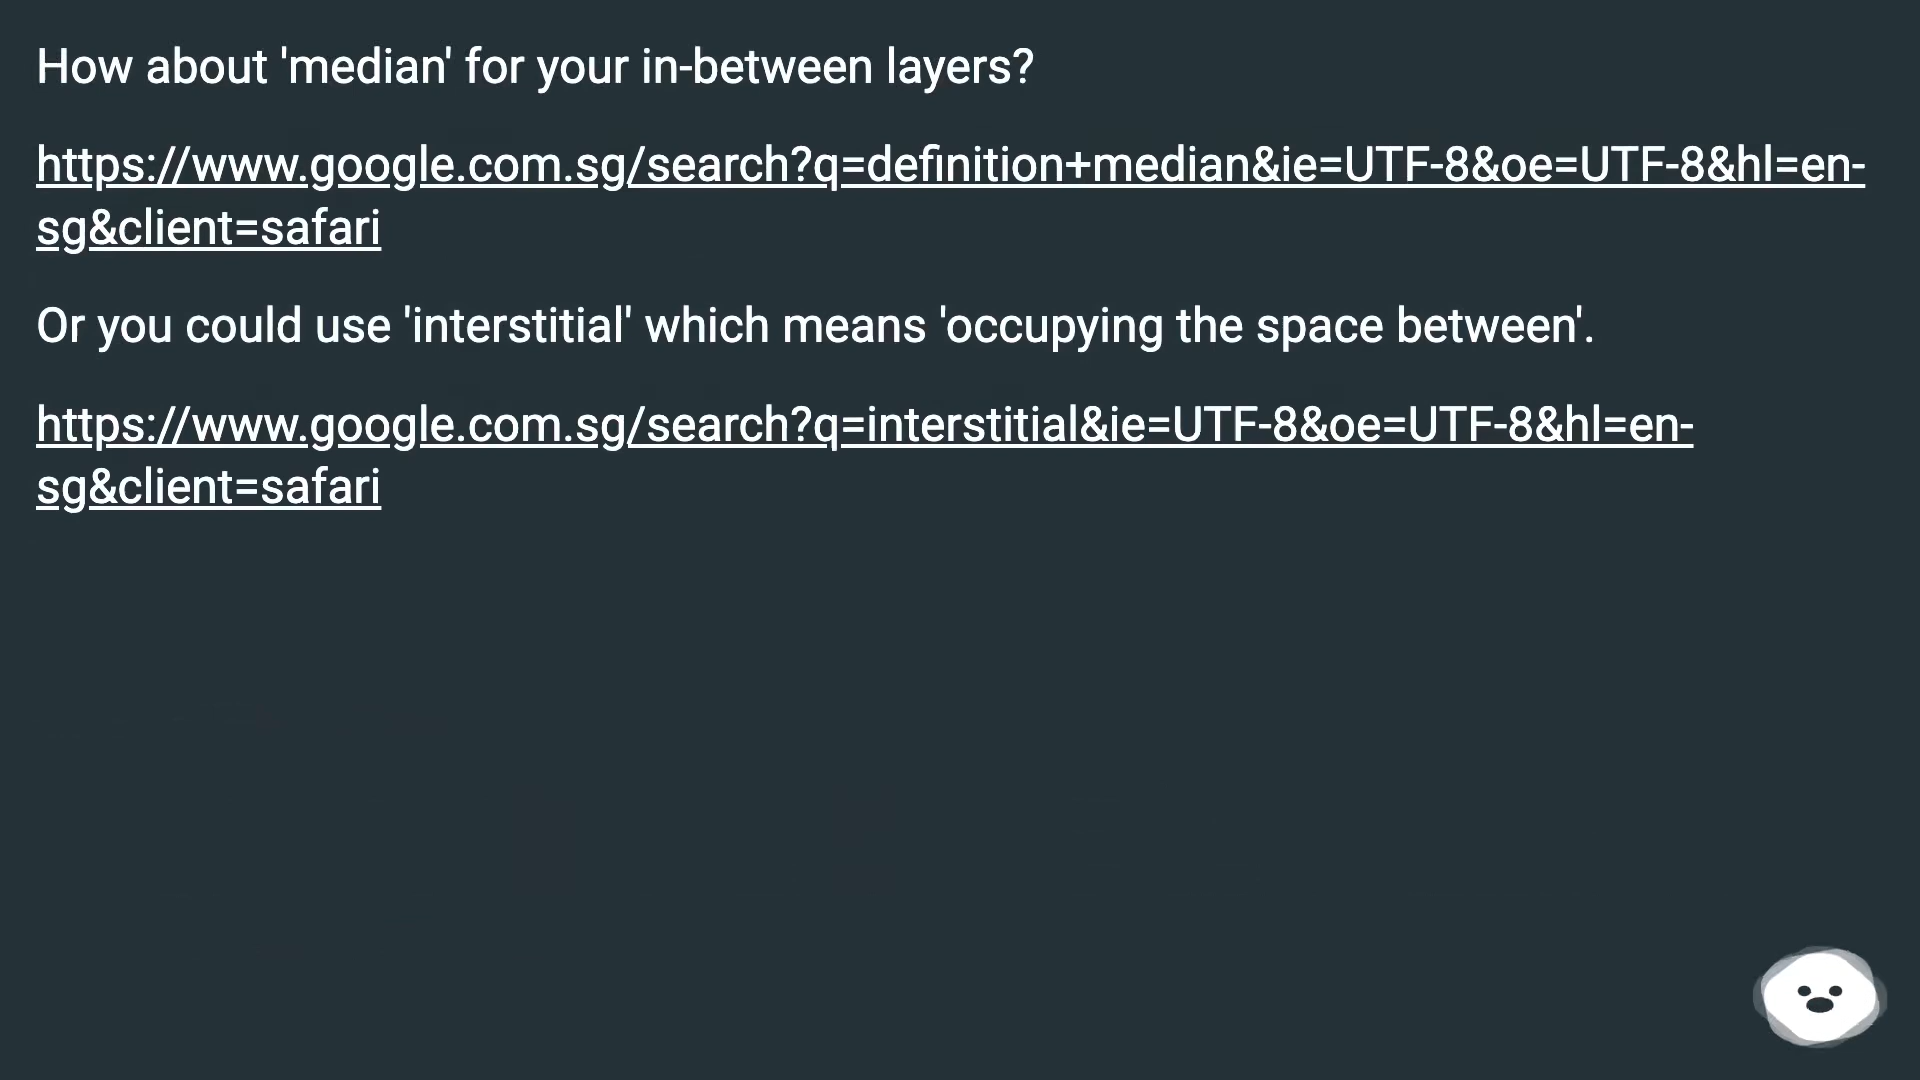 How about 'median' for your in-between layers?
https://www.google.com.sg/search?q=definition+median&ie=UTF-8&oe=UTF-8&hl=en-
sg&client=safari
Or you could use 'interstitial' which means 'occupying the space between'.
https://www.google.com.sg/search?q=interstitial&ie=UTF-8&oe=UTF-8&hl=en-
sg&client=safari